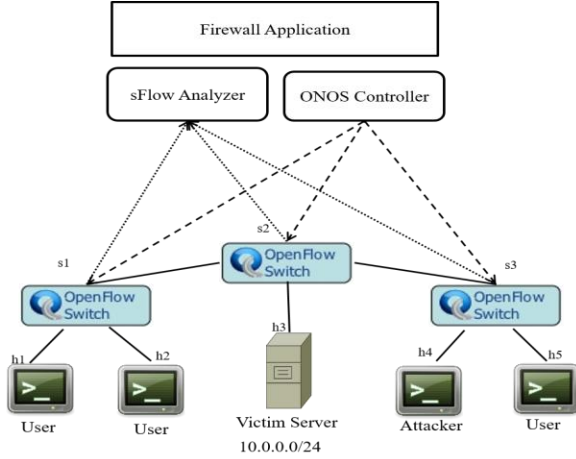 Firewall Application
sFlow Analyzer
ONOS Controller
s2
s1
s3
OpenFlow
Switch
OpenFlow
Switch
OpenFlow
Switch
h3
h1
h2
h4
h5
>_
>_
>_
>_
User
User
Victim Server
Attacker
User
10.0.0.0/24